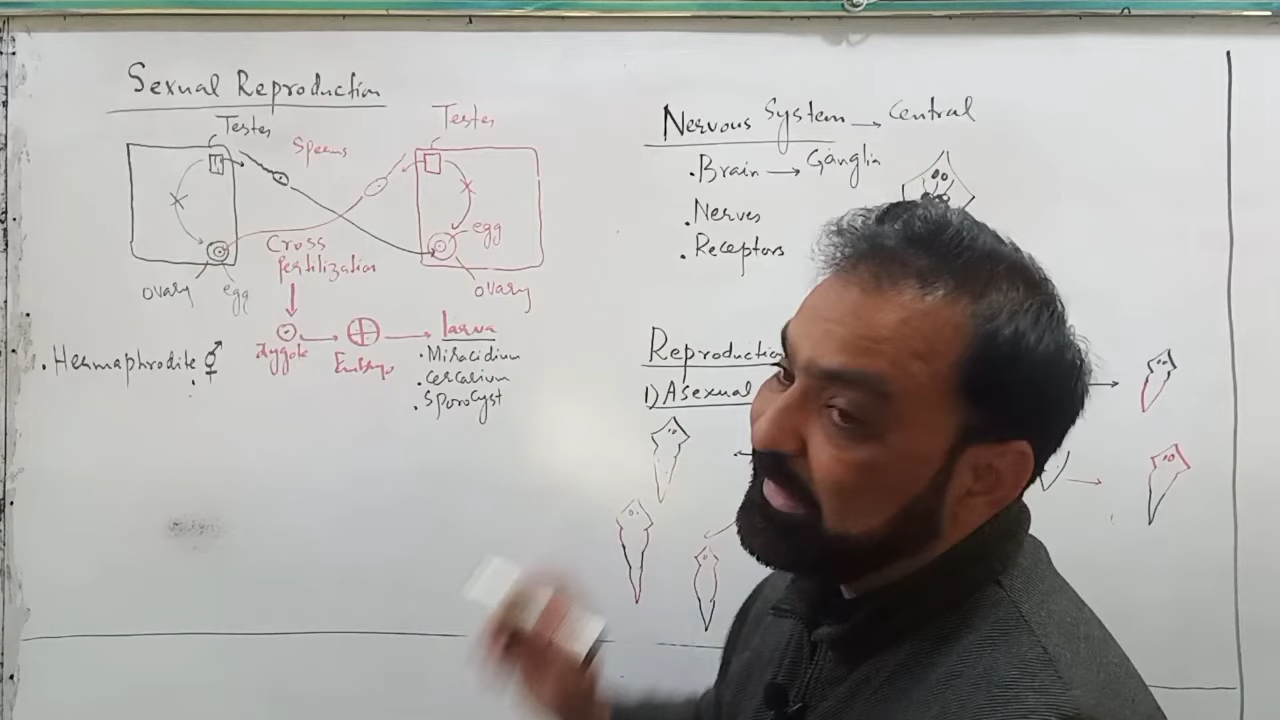 Sexual Reproduction
Testes
Testes
Sperms
egg
Cross
fertilization
ovary
egg
ovary
Zygote
Embryo
larva
. Miracidium
. Cercarium
. Sporocyst
. Hermaphrodite ⚥
Nervous System → Central
. Brain → Ganglia
. Nerves
. Receptors
Reproduction
1) Asexual